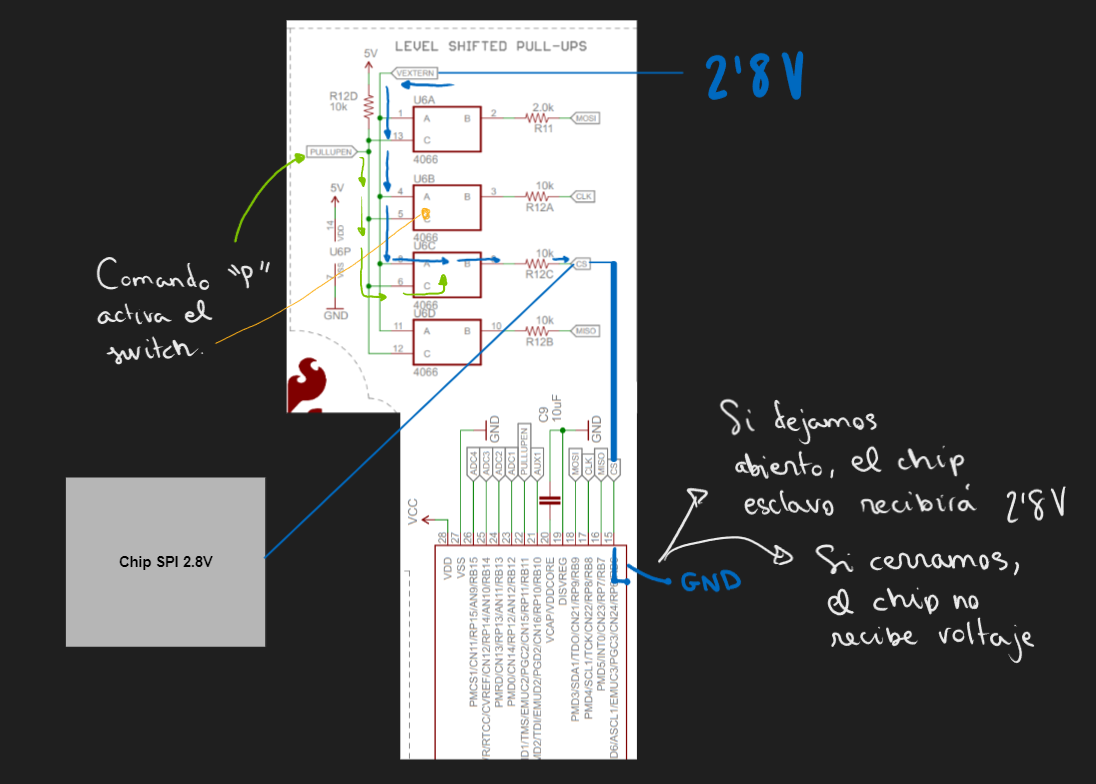 LEVEL SHIFTED PULL-UPS
5V
VEXTERN
2'8 V
R12D
10k
U6A
1
A
B
2
2.0k
R11
MOSI
13
C
4066
PULLUPEN
U6B
5V
4
A
B
3
10k
R12A
CLK
5
C
4066
14
VDD
U6P
VSS
7
GND
U6C
A
B
10k
R12C
CS
6
C
4066
U6D
11
A
B
10
10k
R12B
MISO
12
C
4066
Comando "P"
activa el
switch.
Chip SPI 2.8V
GND
C9
10uF
GND
ADC4
ADC3
ADC2
ADC1
PULLUPEN
AUX1
MOSI
CLK
MISO
CS
VCC
28
27
26
25
24
23
22
21
20
19
18
17
16
15
VDD
VSS
PMCS1/CN11/RP15/AN9/RB15
R/RTCC/CVREF/CN12/RP14/AN10/RB14
PMRD/CN13/RP13/AN11/RB13
PMD0/CN14/RP12/AN12/RB12
D1/TMS/EMUC2/PGC2/CN15/RP11/RB11
MD2/TDI/EMUD2/PGD2/CN16/RP10/RB10
VCAP/VDDCORE
DISVREG
PMD3/SDA1/TDO/CN21/RP9/RB9
PMD4/SCL1/TCK/CN22/RP8/RB8
PMD5/INT0/CN23/RP7/RB7
D6/ASCL1/EMUC3/PGC3/CN24/RP6
GND
Si dejamos
abierto, el chip
esclavo recibirá 2'8V
Si cerramos,
el chip no
recibe voltaje